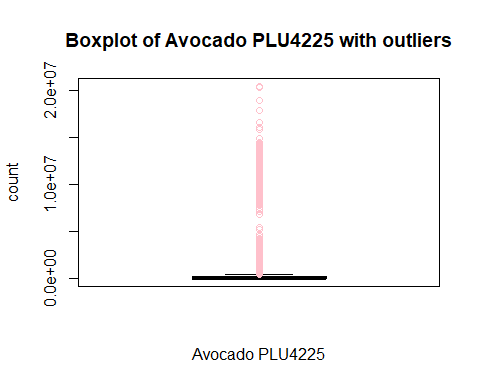 Boxplot of Avocado PLU4225 with outliers
count
2.0e+07
1.0e+07
0.0e+00
Avocado PLU4225